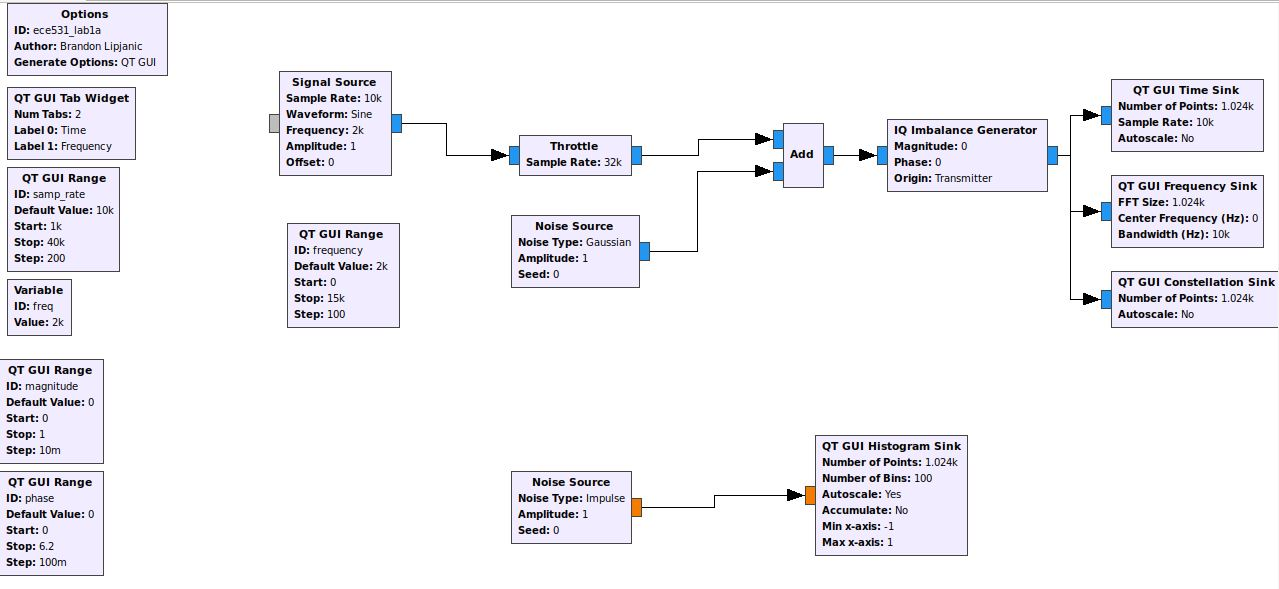 Options
ID: ece531_lab1a
Author: Brandon Lipjanic
Generate Options: QT GUI
QT GUI Tab Widget
Num Tabs: 2
Label 0: Time
Label 1: Frequency
QT GUI Range
ID: samp_rate
Default Value: 10k
Start: 1k
Stop: 40k
Step: 200
Variable
ID: freq
Value: 2k
QT GUI Range
ID: magnitude
Default Value: 0
Start: 0
Stop: 1
Step: 10m
QT GUI Range
ID: phase
Default Value: 0
Start: 0
Stop: 6.2
Step: 100m
Signal Source
Sample Rate: 10k
Waveform: Sine
Frequency: 2k
Amplitude: 1
Offset: 0
QT GUI Range
ID: frequency
Default Value: 2k
Start: 0
Stop: 15k
Step: 100
Throttle
Sample Rate: 32k
Noise Source
Noise Type: Gaussian
Amplitude: 1
Seed: 0
Add
IQ Imbalance Generator
Magnitude: 0
Phase: 0
Origin: Transmitter
QT GUI Time Sink
Number of Points: 1.024k
Sample Rate: 10k
Autoscale: No
QT GUI Frequency Sink
FFT Size: 1.024k
Center Frequency (Hz): 0
Bandwidth (Hz): 10k
QT GUI Constellation Sink
Number of Points: 1.024k
Autoscale: No
Noise Source
Noise Type: Impulse
Amplitude: 1
Seed: 0
QT GUI Histogram Sink
Number of Points: 1.024k
Number of Bins: 100
Autoscale: Yes
Accumulate: No
Min x-axis: -1
Max x-axis: 1